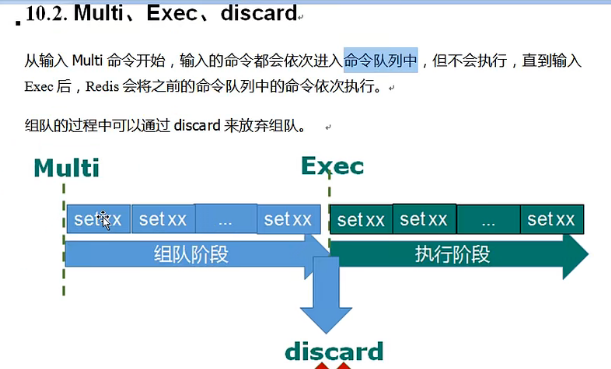 10.2. Multi、Exec、discard
从输入 Multi 命令开始，输入的命令都会依次进入命令队列中，但不会执行，直到输入
Exec 后，Redis 会将之前的命令队列中的命令依次执行。
组队的过程中可以通过 discard 来放弃组队。
Multi
Exec
set xx set xx ... set xx set xx set xx ... set xx
组队阶段 执行阶段
discard